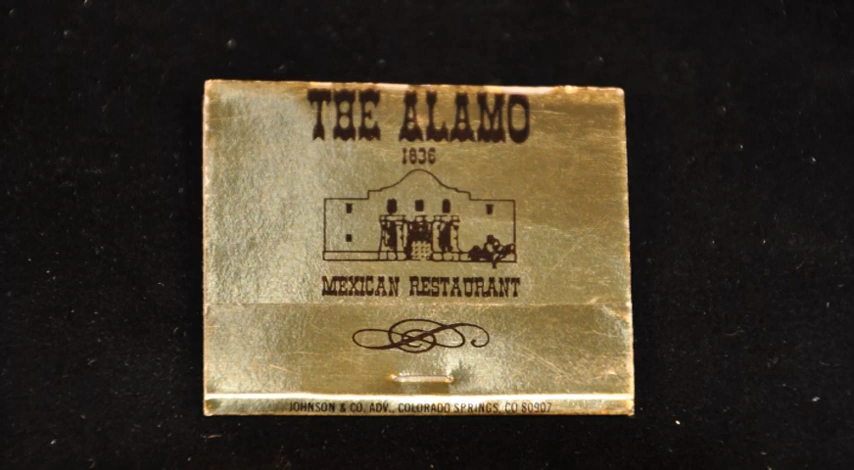 THE ALAMO
1836
MEXICAN RESTAURANT
JOHNSON & CO. ADV., COLORADO SPRINGS, CO 80907